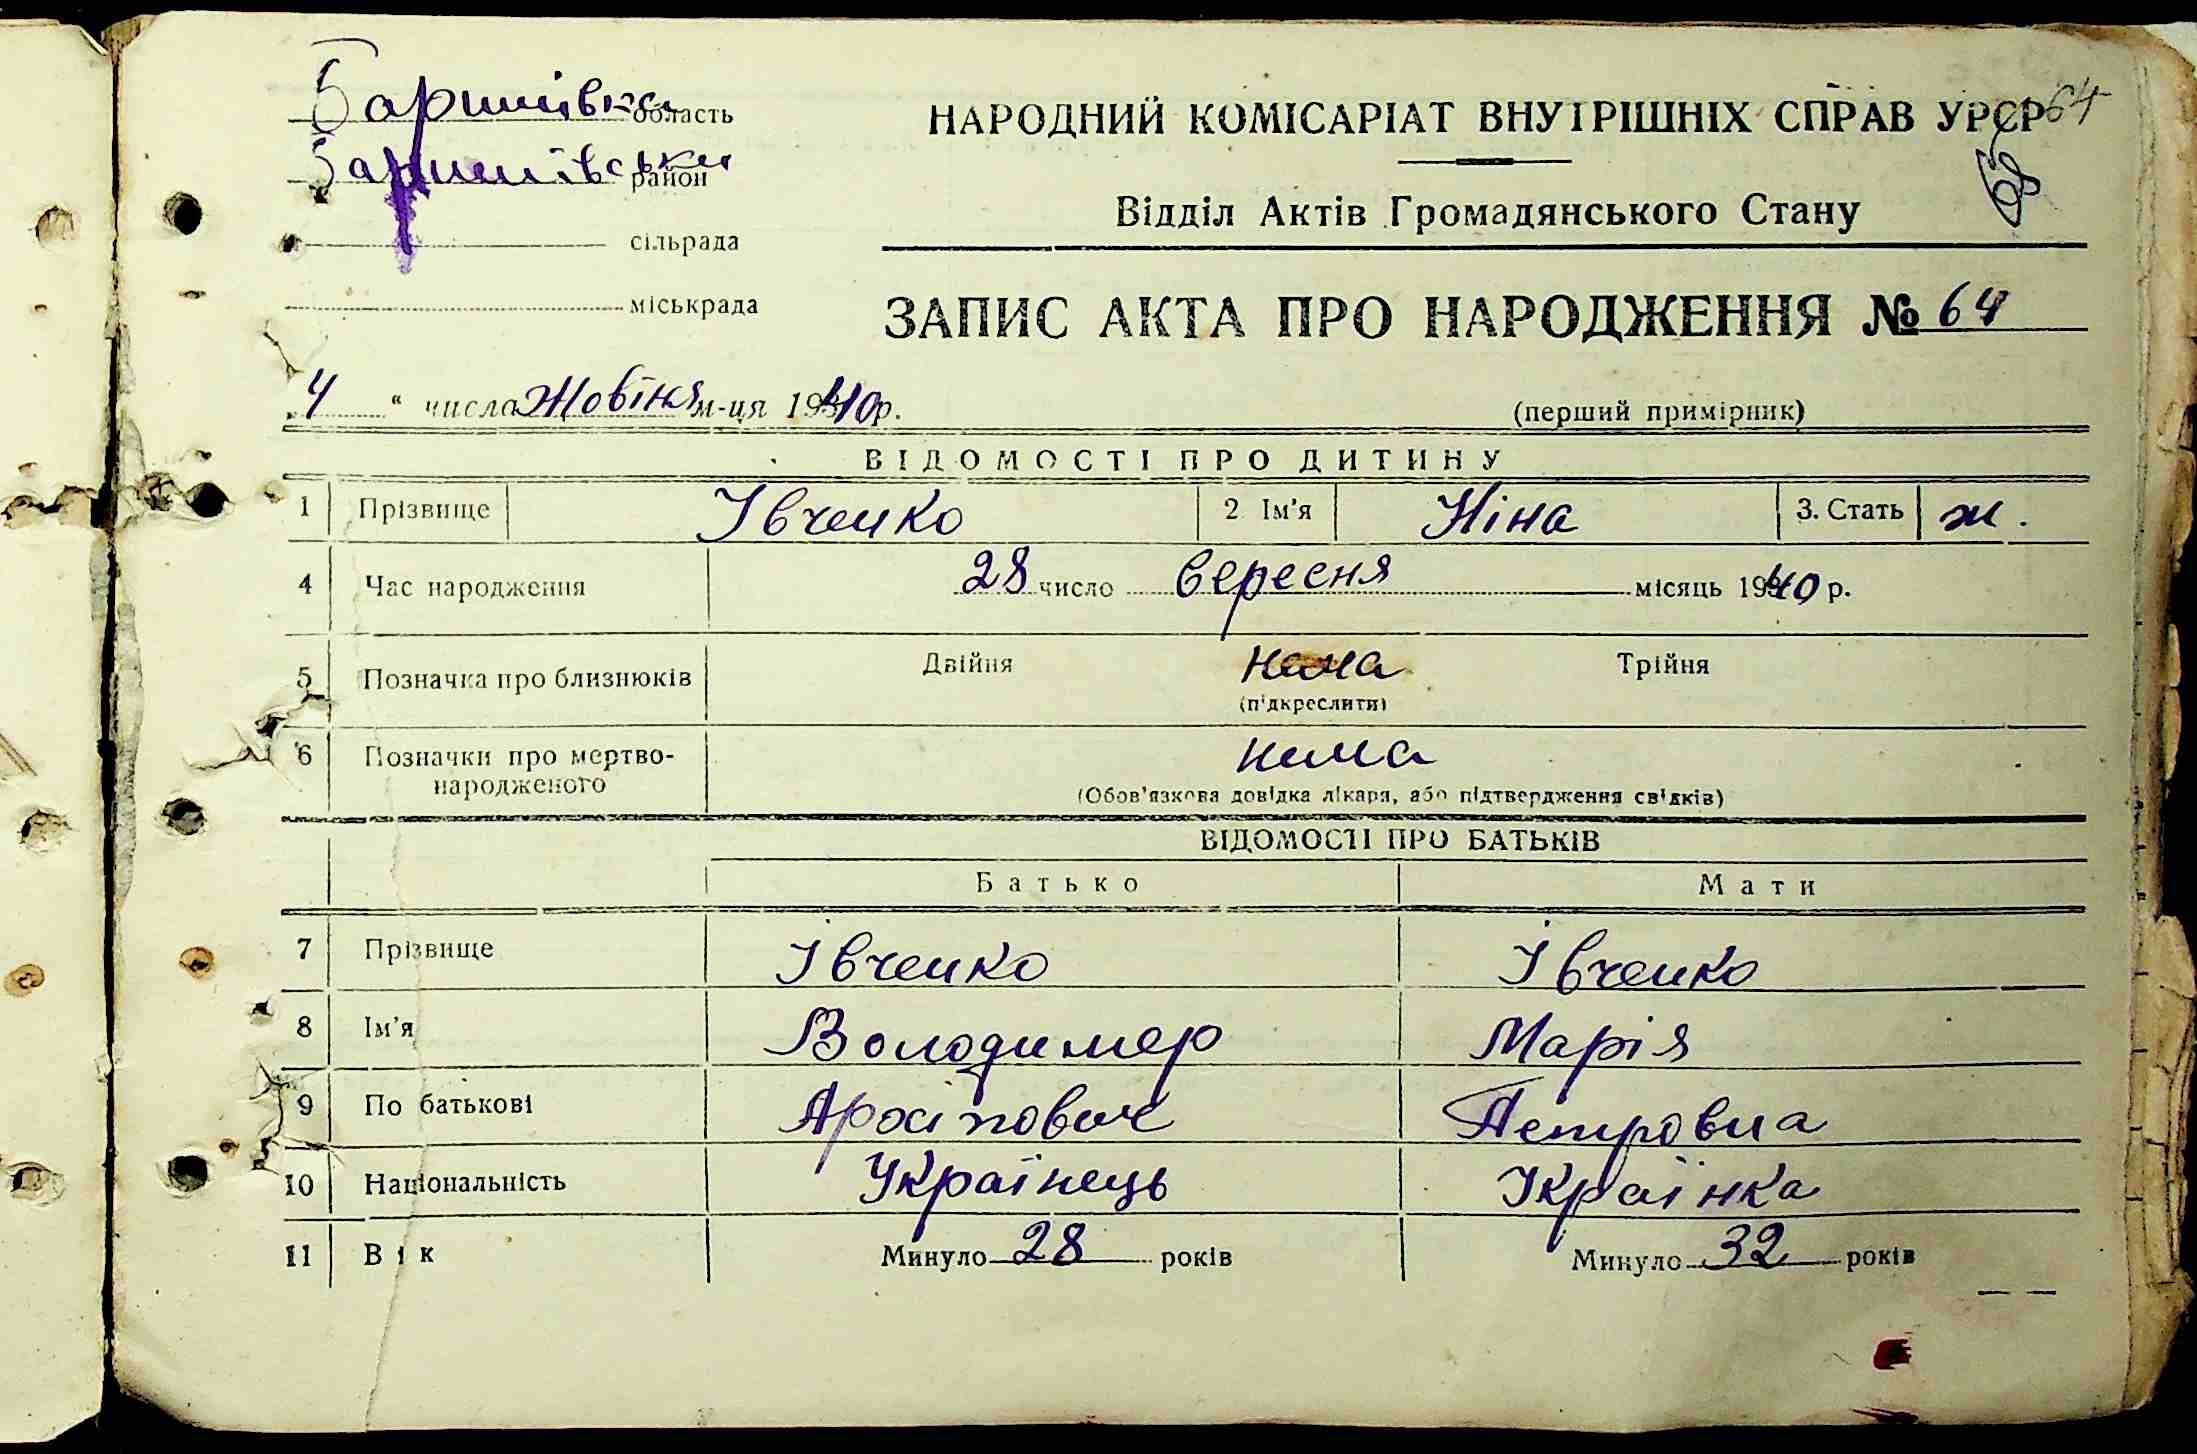 Баришівка область
Баришівський район
сільрада
міськрада
НАРОДНИЙ КОМІСАРІАТ ВНУТРІШНІХ СПРАВ УРСР
64
68
Відділ Актів Громадянського Стану
ЗАПИС АКТА ПРО НАРОДЖЕННЯ № 64
„4“ числа Жовтня м-ця 1940 р.
(перший примірник)
ВІДОМОСТІ ПРО ДИТИНУ
1 Прізвище Івченко 2 Ім'я Ніна 3. Стать ж.
4 Час народження 28 число вересня місяць 1940 р.
5 Позначка про близнюків Двійня нема Трійня
(підкреслити)
6 Позначки про мертво-
народженого нема
(Обов'язкова довідка лікаря, або підтвердження свідків)
ВІДОМОСТІ ПРО БАТЬКІВ
Батько Мати
7 Прізвище Івченко Івченко
8 Ім'я Володимер Марія
9 По батькові Архіпович Петровна
10 Національність Українець Українка
11 Вік Минуло 28 років Минуло 32 років